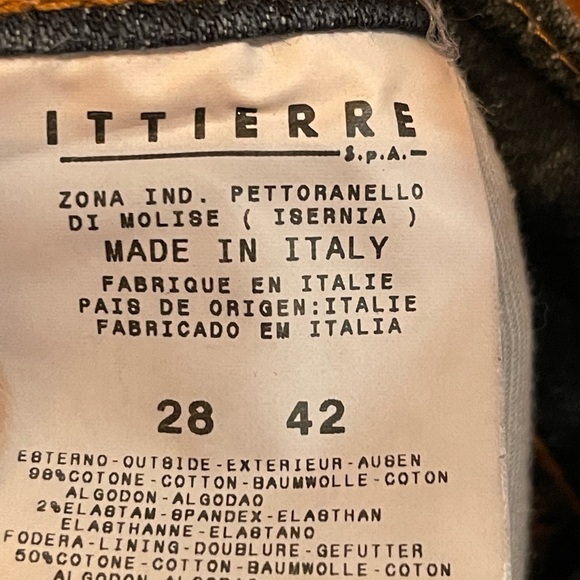 ITTIERRE
S.p.A.
ZONA IND. PETTORANELLO
DI MOLISE ( ISERNIA )
MADE IN ITALY
FABRIQUE EN ITALIE
PAIS DE ORIGEN:ITALIE
FABRICADO EM ITALIA
28 42
ESTERNO-OUTSIDE-EXTERIEUR-AUSEN
98%COTONE-COTTON-BAUMWOLLE-COTON
ALGODON-ALGODAO
2%ELASTAM-SPANDEX-ELASTHAN
ELASTHANNE-ELASTANO
FODERA-LINING-DOUBLURE-GEFUTTER
50%COTONE-COTTON-BAUMWOLLE-COTON
ALGODON-ALGODAO